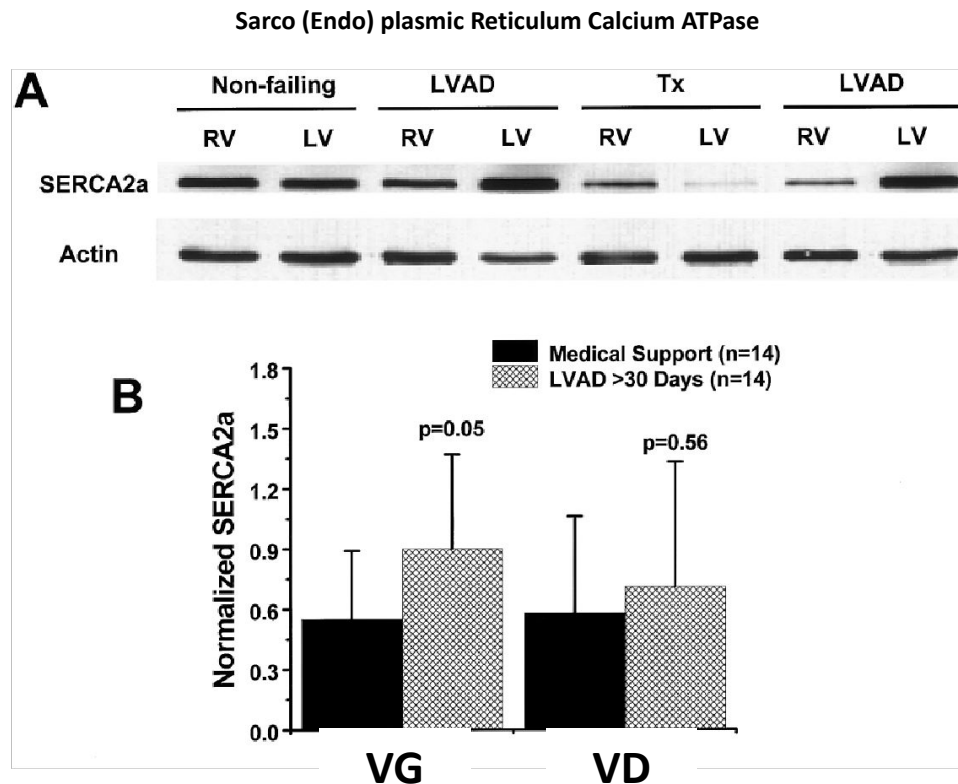 Sarco (Endo) plasmic Reticulum Calcium ATPase
A
Non-failing LVAD Tx LVAD
RV LV RV LV RV LV RV LV
SERCA2a
Actin
B
Medical Support (n=14)
LVAD >30 Days (n=14)
Normalized SERCA2a
1.8
1.5
1.2
0.9
0.6
0.3
0.0
p=0.05
p=0.56
VG VD